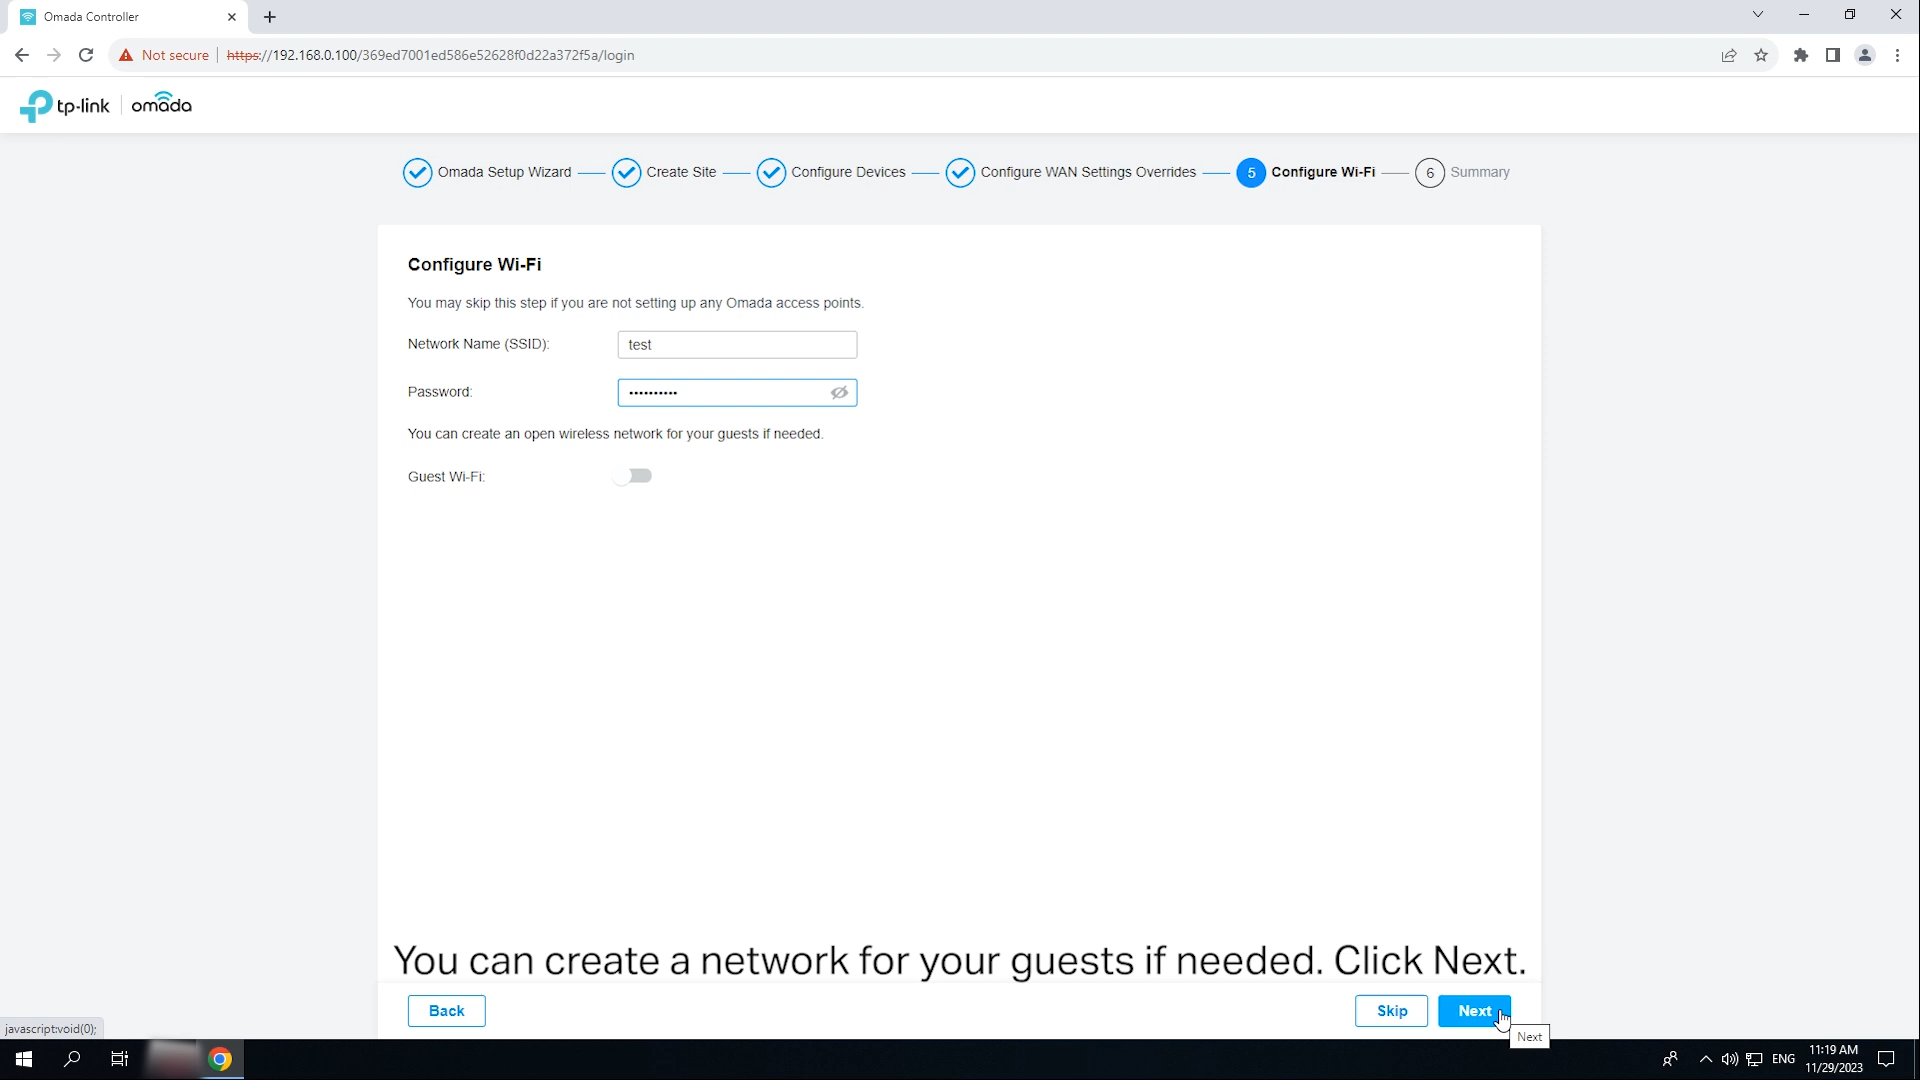 Omada Controller
Not secure
https://192.168.0.100/369ed7001ed586e52628f0d22a372f5a/login
tp-link
omada
Omada Setup Wizard
Create Site
Configure Devices
Configure WAN Settings Overrides
5
Configure Wi-Fi
6
Summary
Configure Wi-Fi
You may skip this step if you are not setting up any Omada access points.
Network Name (SSID):
test
Password:
••••••••••
You can create an open wireless network for your guests if needed.
Guest Wi-Fi:
You can create a network for your guests if needed. Click Next.
Back
Skip
Next
Next
javascript:void(0);
ENG
11:19 AM
11/29/2023